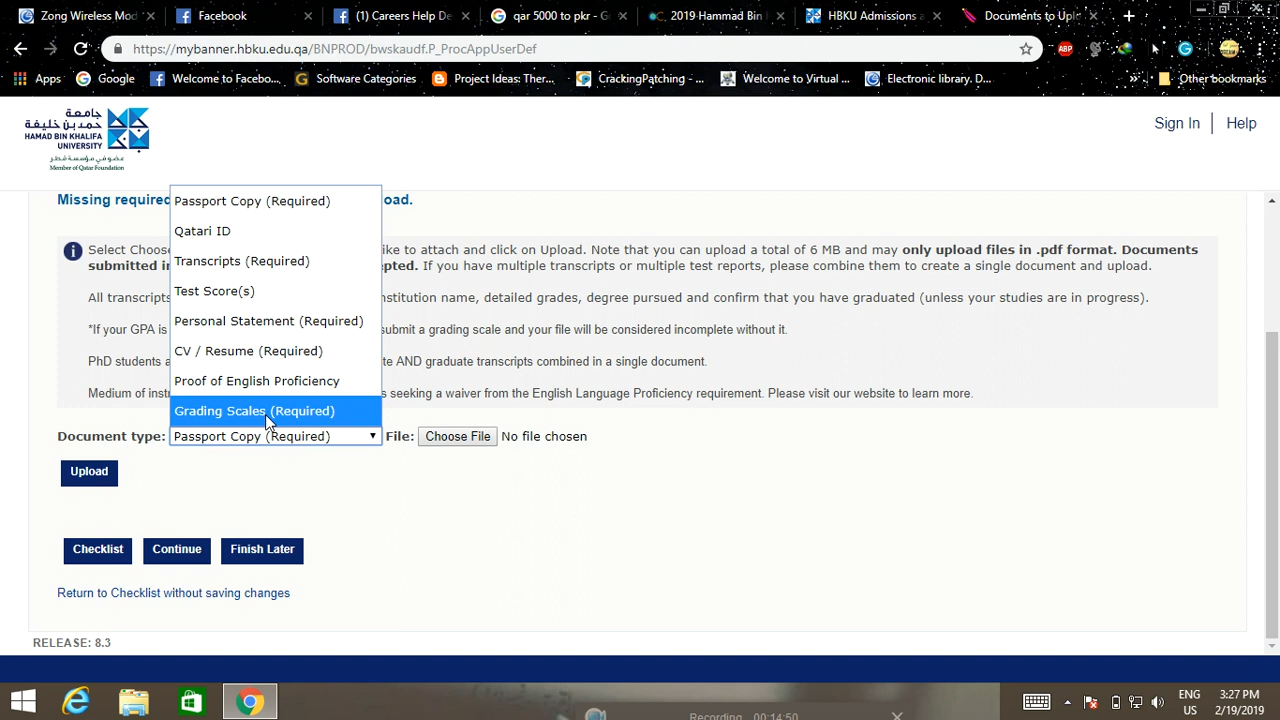 Zong Wireless Mod
Facebook
(1) Careers Help De
qar 5000 to pkr - G
2019 Hammad Bin
HBKU Admissions a
Documents to Uplo
https://mybanner.hbku.edu.qa/BNPROD/bwskaudf.P_ProcAppUserDef
Apps
Google
Welcome to Facebo...
Software Categories
Project Ideas: Ther...
CrackingPatching - ...
Welcome to Virtual ...
Electronic library. D...
Other bookmarks
جامعة
حمد بن خليفة
HAMAD BIN KHALIFA
UNIVERSITY
عضو في مؤسسة قطر
Member of Qatar Foundation
Sign In
Help
Missing require
oad.
Passport Copy (Required)
Qatari ID
Transcripts (Required)
Test Score(s)
Personal Statement (Required)
CV / Resume (Required)
Proof of English Proficiency
Grading Scales (Required)
Select Choos ike to attach and click on Upload. Note that you can upload a total of 6 MB and may only upload files in .pdf format. Documents
submitted in pted. If you have multiple transcripts or multiple test reports, please combine them to create a single document and upload.
All transcripts nstitution name, detailed grades, degree pursued and confirm that you have graduated (unless your studies are in progress).
*If your GPA is submit a grading scale and your file will be considered incomplete without it.
PhD students a te AND graduate transcripts combined in a single document.
Medium of instr s seeking a waiver from the English Language Proficiency requirement. Please visit our website to learn more.
Document type: Passport Copy (Required) File: Choose File No file chosen
Upload
Checklist
Continue
Finish Later
Return to Checklist without saving changes
RELEASE: 8.3
Recording 00:14:50
ENG
US
3:27 PM
2/19/2019